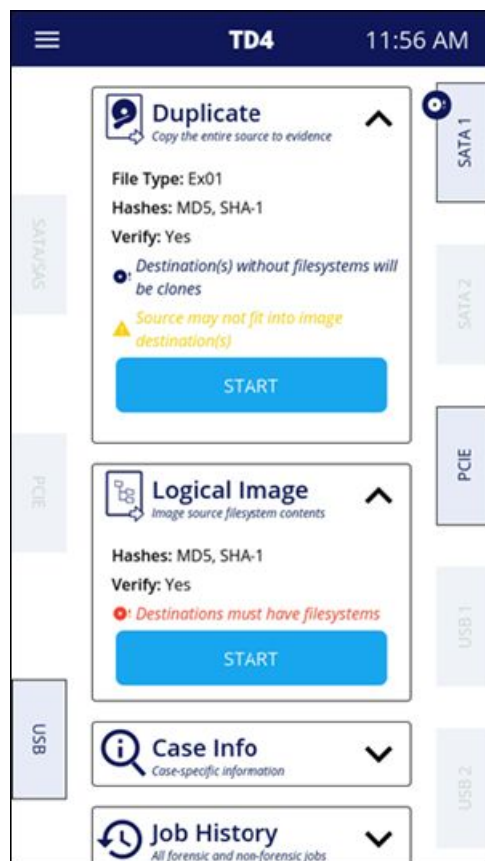 TD4
11:56 AM
Duplicate
Copy the entire source to evidence
File Type: Ex01
Hashes: MD5, SHA-1
Verify: Yes
Destination(s) without filesystems will
be clones
Source may not fit into image
destination(s)
START
Logical Image
Image source filesystem contents
Hashes: MD5, SHA-1
Verify: Yes
Destinations must have filesystems
START
Case Info
Case-specific information
Job History
All forensic and non-forensic jobs
SATA/SAS
PCIE
USB
SATA 1
SATA 2
PCIE
USB 1
USB 2